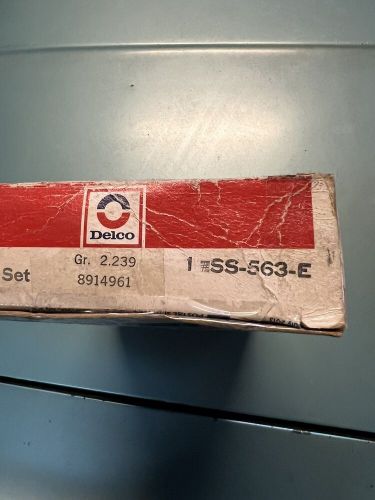 Delco
Set
Gr. 2.239
8914961
1 SS-563-E